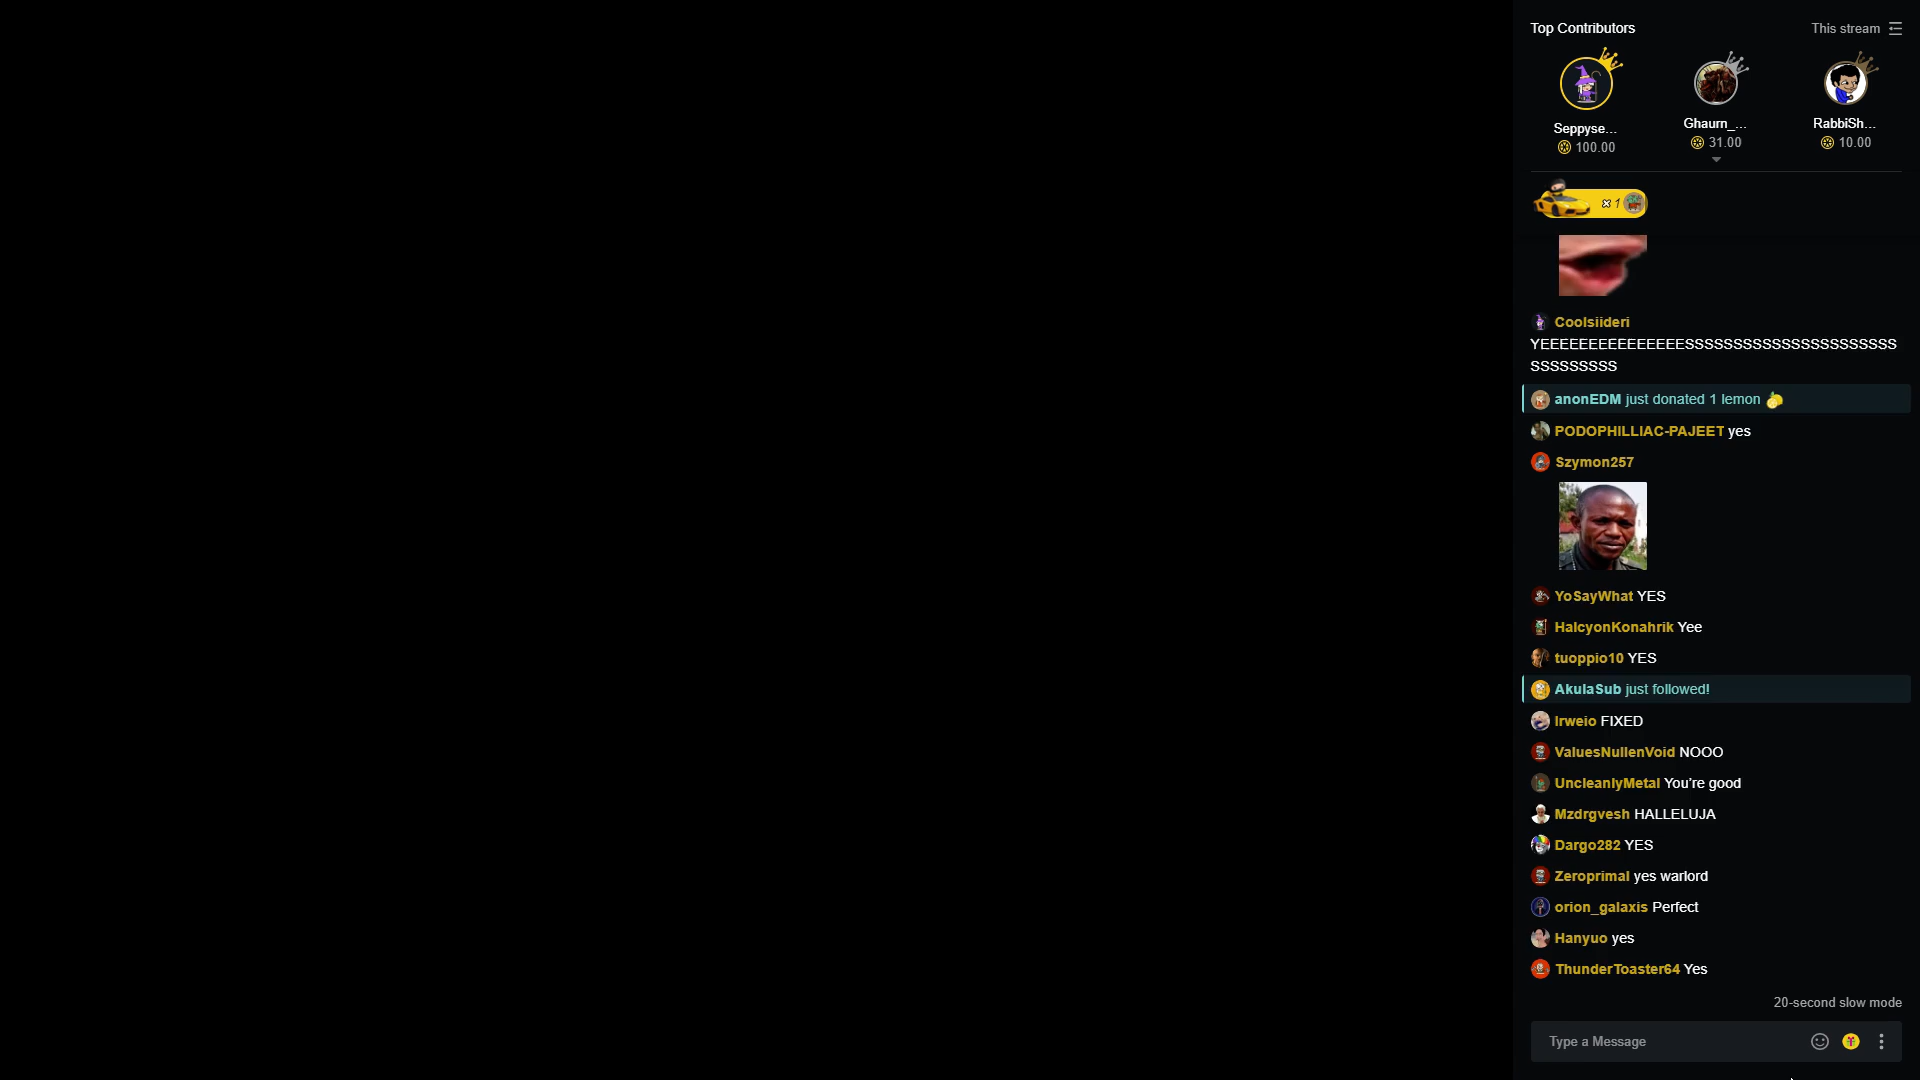 Top Contributors
This stream
Seppyse...
100.00
Ghaurn_...
31.00
RabbiSh...
10.00
× 1
Coolsiideri
YEEEEEEEEEEEEEEESSSSSSSSSSSSSSSSSSSSSS
SSSSSSSSS
anonEDM just donated 1 lemon
PODOPHILLIAC-PAJEET yes
Szymon257
YoSayWhat YES
HalcyonKonahrik Yee
tuoppio10 YES
AkulaSub just followed!
Irweio FIXED
ValuesNullenVoid NOOO
UncleanlyMetal You're good
Mzdrgvesh HALLELUJA
Dargo282 YES
Zeroprimal yes warlord
orion_galaxis Perfect
Hanyuo yes
ThunderToaster64 Yes
20-second slow mode
Type a Message